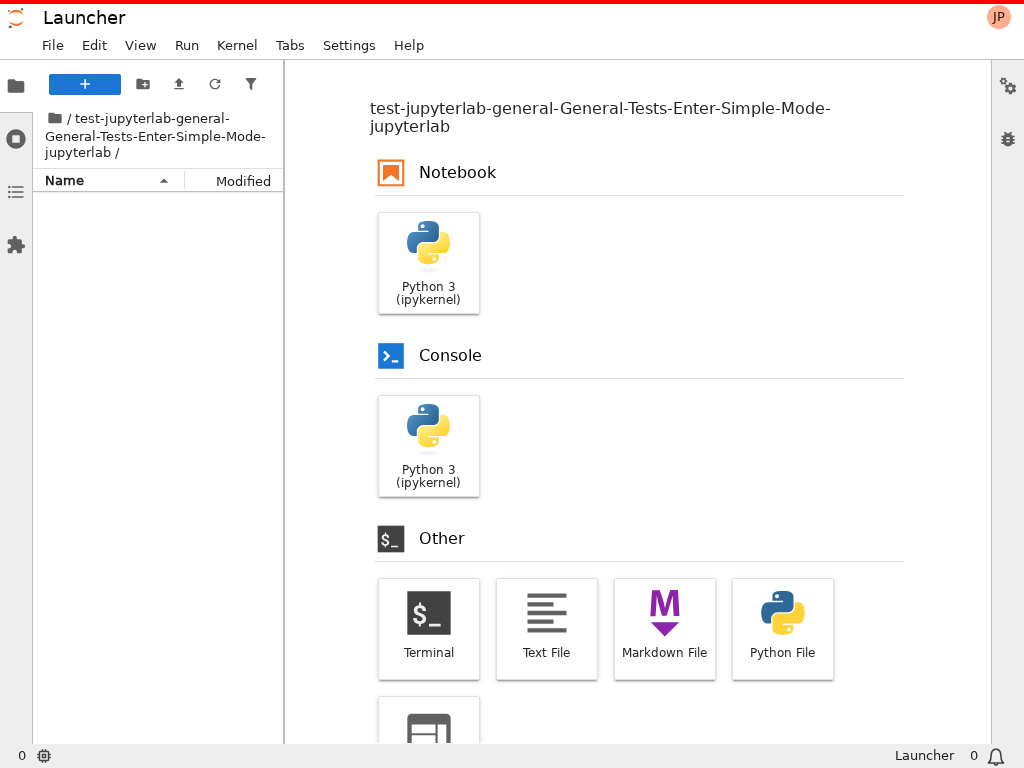 Launcher
JP
File Edit View Run Kernel Tabs Settings Help
+
/ test-jupyterlab-general-
General-Tests-Enter-Simple-Mode-
jupyterlab /
Name Modified
test-jupyterlab-general-General-Tests-Enter-Simple-Mode-
jupyterlab
Notebook
Python 3
(ipykernel)
Console
Python 3
(ipykernel)
$_ Other
$_
M
Terminal Text File Markdown File Python File
0 Launcher 0